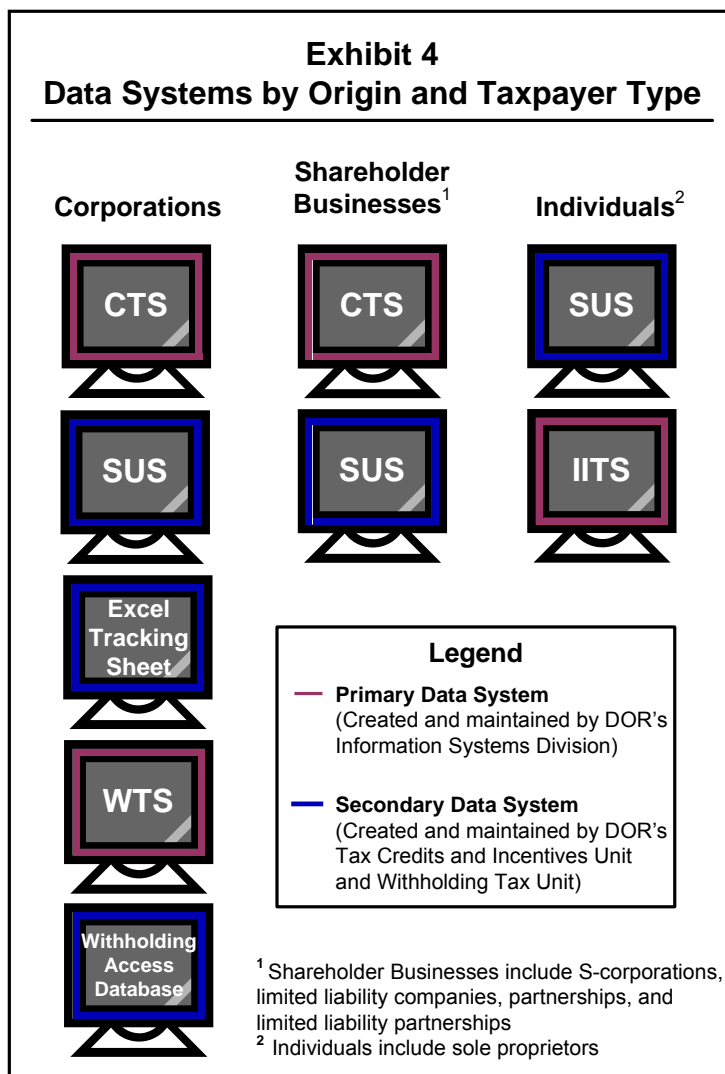 Exhibit 4
Data Systems by Origin and Taxpayer Type
Corporations
Shareholder
Businesses1
Individuals2
CTS
CTS
SUS
SUS
SUS
IITS
Excel
Tracking
Sheet
WTS
Withholding
Access
Database
Legend
Primary Data System
(Created and maintained by DOR's
Information Systems Division)
Secondary Data System
(Created and maintained by DOR's
Tax Credits and Incentives Unit
and Withholding Tax Unit)
1 Shareholder Businesses include S-corporations,
limited liability companies, partnerships, and
limited liability partnerships
2 Individuals include sole proprietors